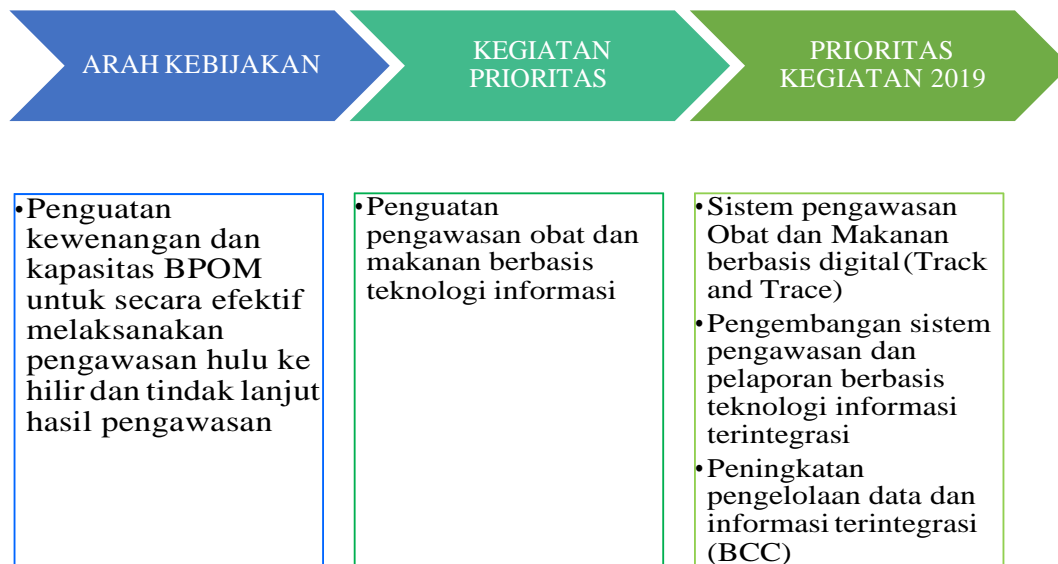 ARAH KEBIJAKAN
KEGIATAN
PRIORITAS
PRIORITAS
KEGIATAN 2019
•Penguatan
kewenangan dan
kapasitas BPOM
untuk secara efektif
melaksanakan
pengawasan hulu ke
hilir dan tindak lanjut
hasil pengawasan
•Penguatan
pengawasan obat dan
makanan berbasis
teknologi informasi
•Sistem pengawasan
Obat dan Makanan
berbasis digital (Track
and Trace)
•Pengembangan sistem
pengawasan dan
pelaporan berbasis
teknologi informasi
terintegrasi
•Peningkatan
pengelolaan data dan
informasi terintegrasi
(BCC)